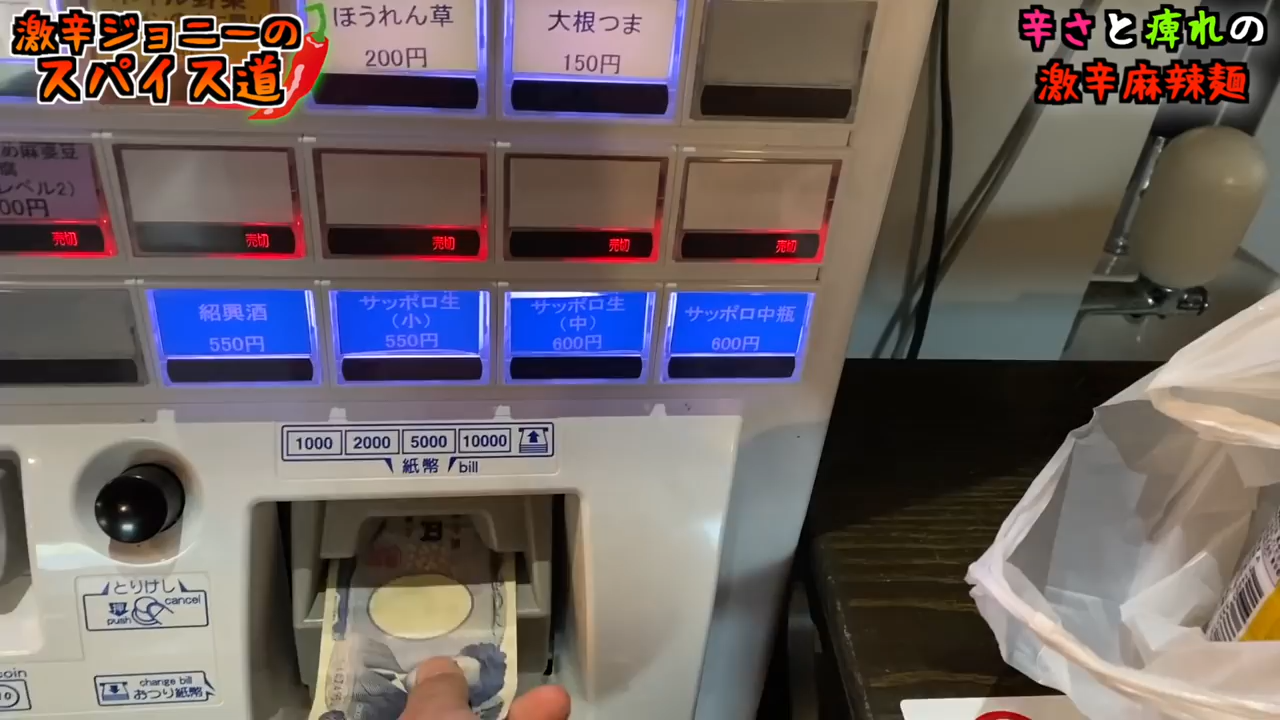 激辛ジョニーの
スパイス道
辛さと痺れの
激辛麻辣麺
ほうれん草
200円
大根つま
150円
め麻婆豆
腐
レベル2)
00円
売切
売切
売切
売切
売切
紹興酒
550円
サッポロ生
(小)
550円
サッポロ生
(中)
600円
サッポロ中瓶
600円
1000 2000 5000 10000
紙幣 bill
とりけし
push cancel
coin
change bill
おつり紙幣